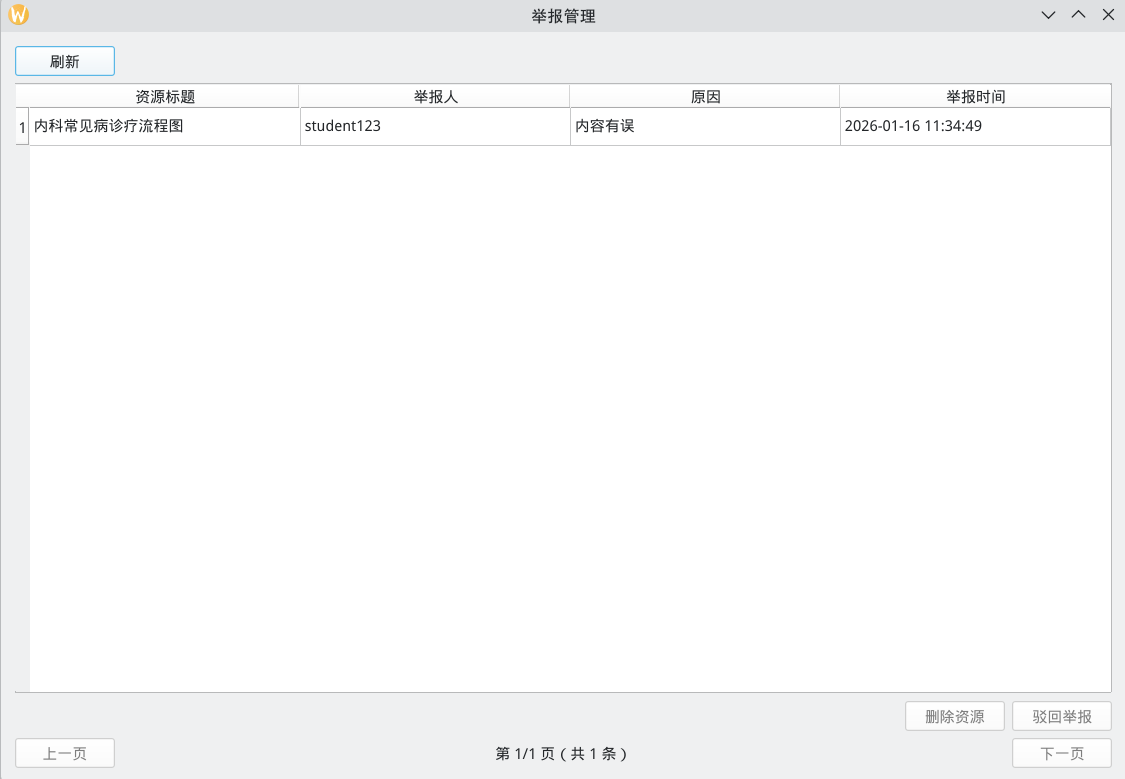 W
举报管理
刷新
资源标题 举报人 原因 举报时间
1 内科常见病诊疗流程图 student123 内容有误 2026-01-16 11:34:49
删除资源 驳回举报
上一页 第 1/1 页 ( 共 1 条 ) 下一页